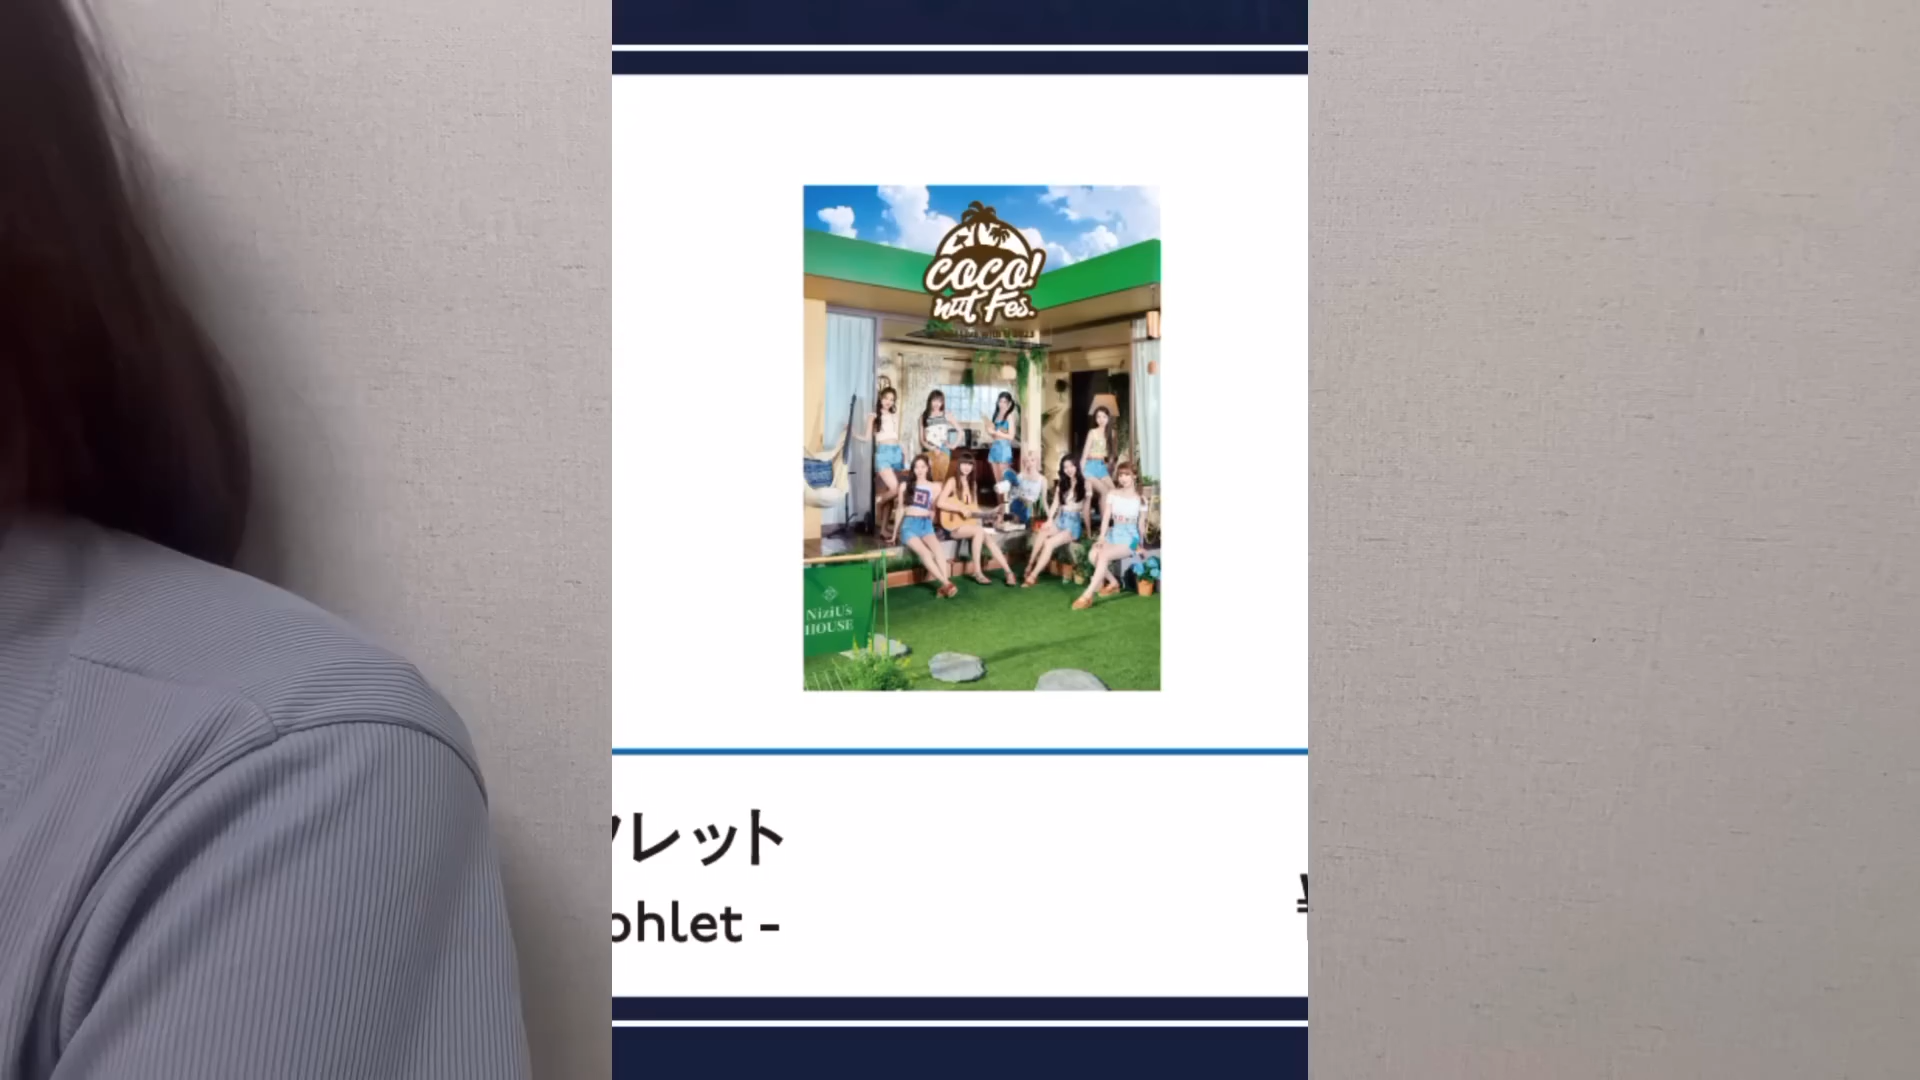 coco!
nut Fes.
NiziU's
HOUSE
レット
phlet -